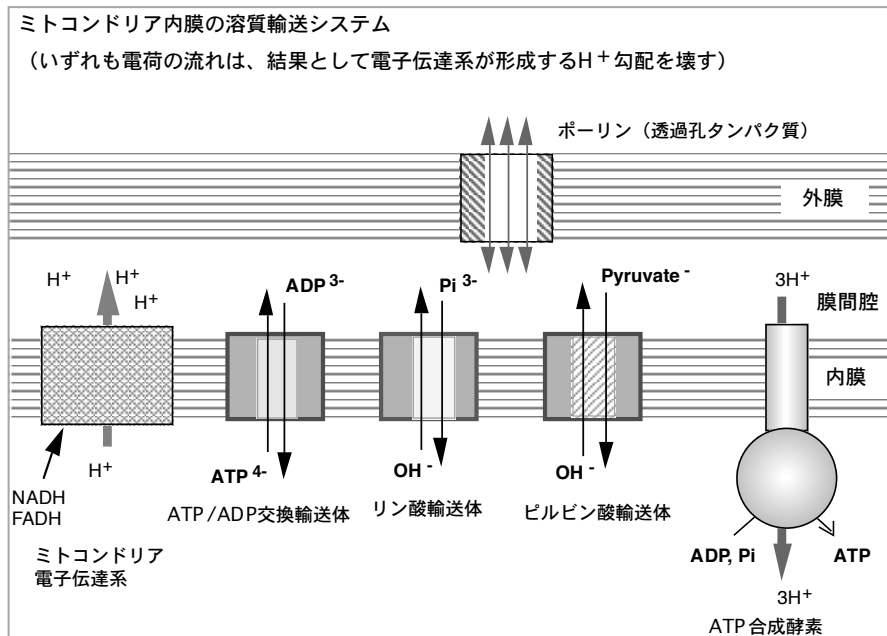 ミトコンドリア内膜の溶質輸送システム
（いずれも電荷の流れは、結果として電子伝達系が形成するH+勾配を壊す）
ポーリン（透過孔タンパク質）
外膜
H+
H+
H+
ADP 3-
Pi 3-
Pyruvate -
3H+
膜間腔
内膜
H+
ATP 4-
OH -
OH -
NADH
FADH
ATP/ADP交換輸送体
リン酸輸送体
ピルビン酸輸送体
ADP, Pi
ATP
ミトコンドリア
電子伝達系
3H+
ATP合成酵素